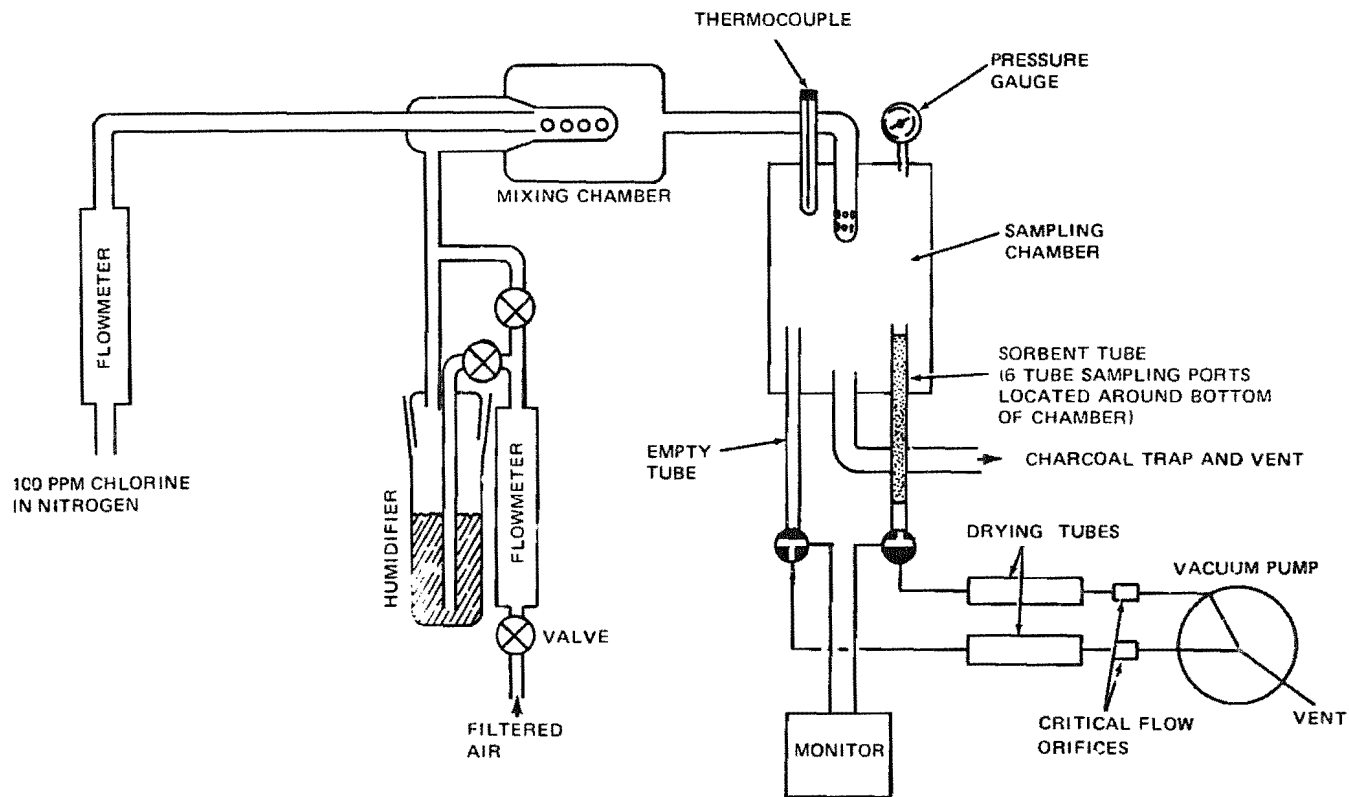 THERMOCOUPLE
PRESSURE
GAUGE
MIXING CHAMBER
FLOWMETER
SAMPLING
CHAMBER
SORBENT TUBE
(6 TUBE SAMPLING PORTS
LOCATED AROUND BOTTOM
OF CHAMBER)
EMPTY
TUBE
CHARCOAL TRAP AND VENT
100 PPM CHLORINE
IN NITROGEN
HUMIDIFIER
FLOWMETER
DRYING TUBES
VACUUM PUMP
VALVE
FILTERED
AIR
MONITOR
CRITICAL FLOW
ORIFICES
VENT